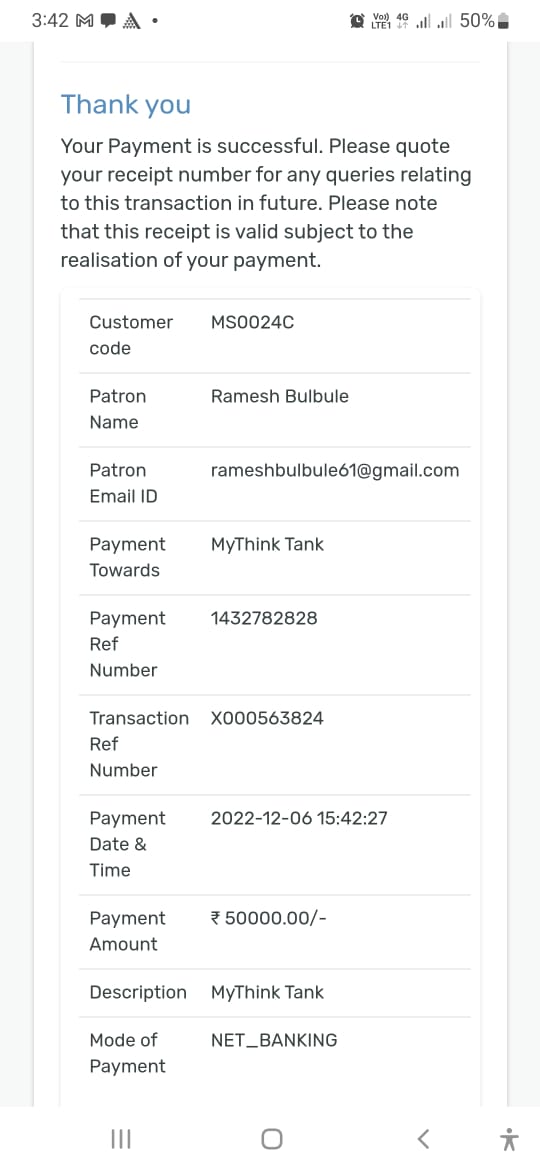 3:42
Vo)) 4G 50%
LTE1
Thank you
Your Payment is successful. Please quote
your receipt number for any queries relating
to this transaction in future. Please note
that this receipt is valid subject to the
realisation of your payment.
Customer MS0024C
code
Patron Ramesh Bulbule
Name
Patron rameshbulbule61@gmail.com
Email ID
Payment MyThink Tank
Towards
Payment 1432782828
Ref
Number
Transaction X000563824
Ref
Number
Payment 2022-12-06 15:42:27
Date &
Time
Payment ₹ 50000.00/-
Amount
Description MyThink Tank
Mode of NET_BANKING
Payment